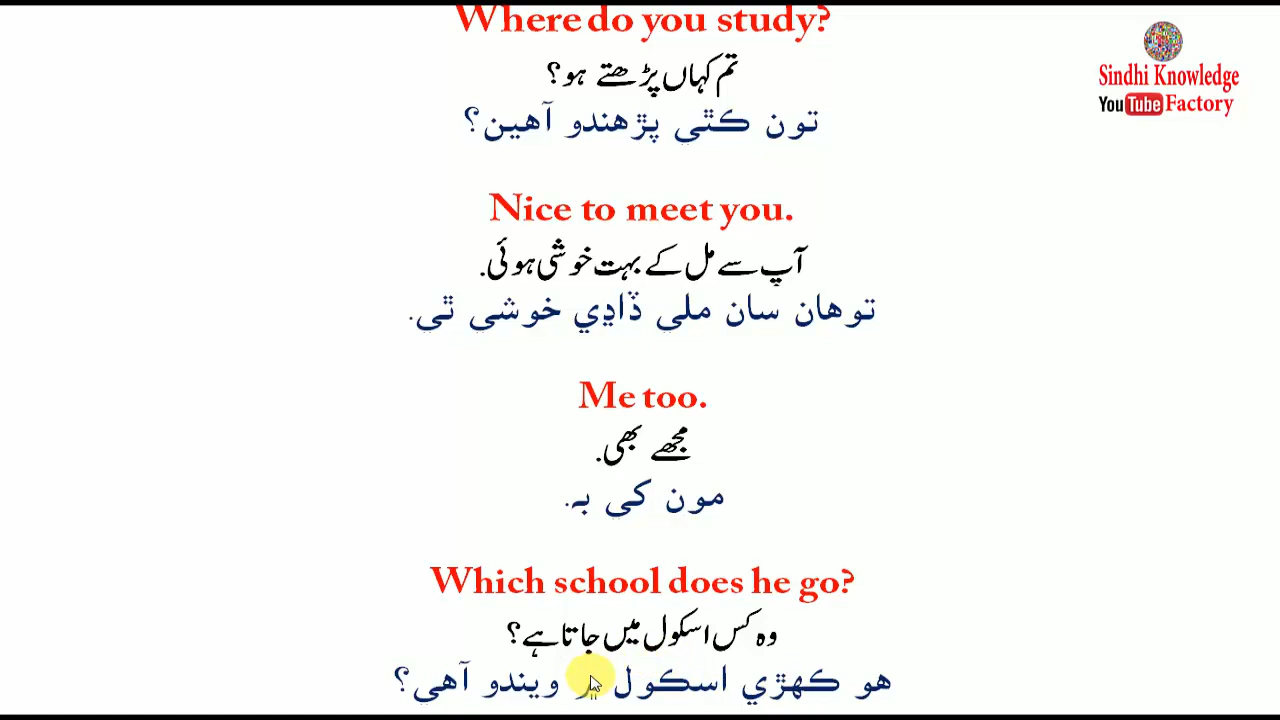 Where do you study?
تم کہاں پڑھتے ہو؟
تون ڪٿي پڙهندو آهين؟
Nice to meet you.
آپ سے مل کے بہت خوشی ہوئی.
توهان سان ملي ڏاڍي خوشي ٿي.
Me too.
مجھے بھی.
مون کي به.
Which school does he go?
وہ کس اسکول میں جاتا ہے؟
هو ڪهڙي اسڪول ۾ ويندو آهي؟
Sindhi Knowledge
YouTube Factory